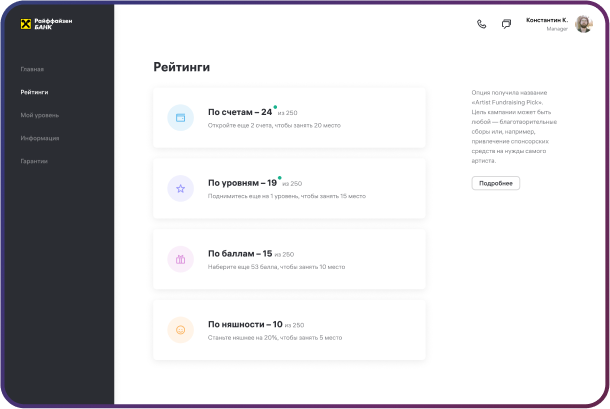 Райффайзен
БАНК
Константин К.
Manager
Главная
Рейтинги
Мой уровень
Информация
Гарантии
Рейтинги
По счетам – 24 из 250
Откройте еще 2 счета, чтобы занять 20 место
По уровням – 19 из 250
Поднимитесь еще на 1 уровень, чтобы занять 15 место
По баллам – 15 из 250
Наберите еще 53 балла, чтобы занять 10 место
По няшности – 10 из 250
Станьте няшнее на 20%, чтобы занять 5 место
Опция получила название
«Artist Fundraising Pick».
Цель кампании может быть
любой — благотворительные
сборы или, например,
привлечение спонсорских
средств на нужды самого
артиста.
Подробнее